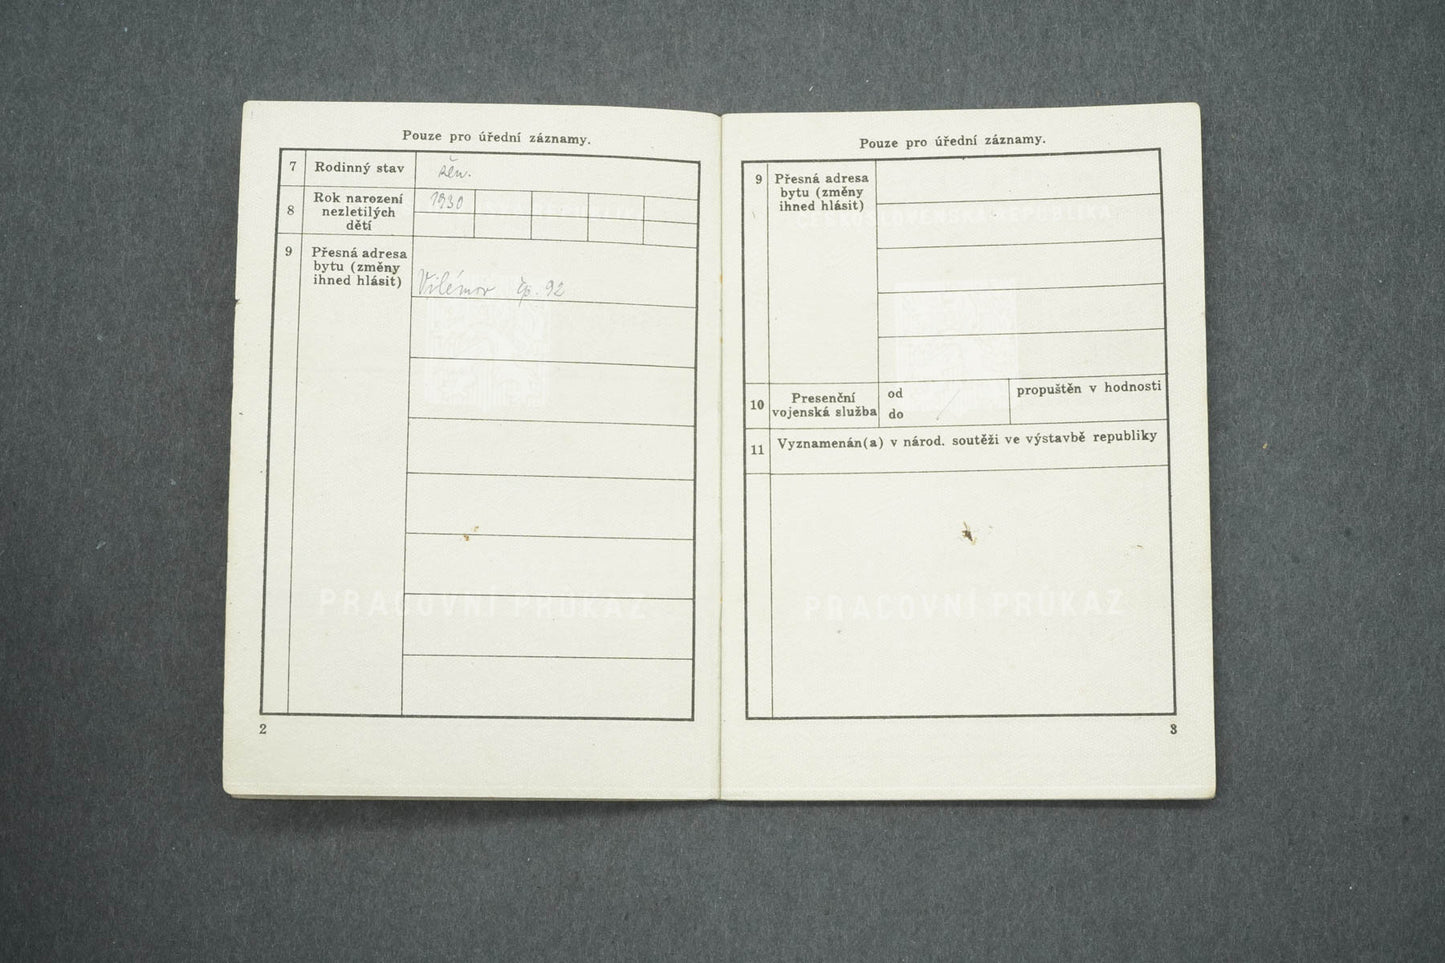 Pouze pro úřední záznamy.
7 Rodinný stav žen.
8 Rok narození
nezletilých
dětí
1930
9 Přesná adresa
bytu (změny
ihned hlásit)
Vilémov čp. 92
PRACOVNÍ PRŮKAZ
2
Pouze pro úřední záznamy.
9 Přesná adresa
bytu (změny
ihned hlásit)
ČESKOSLOVENSKÁ REPUBLIKA
10 Presenční
vojenská služba
od
do
propuštěn v hodnosti
11 Vyznamenán(a) v národ. soutěži ve výstavbě republiky
PRACOVNÍ PRŮKAZ
3